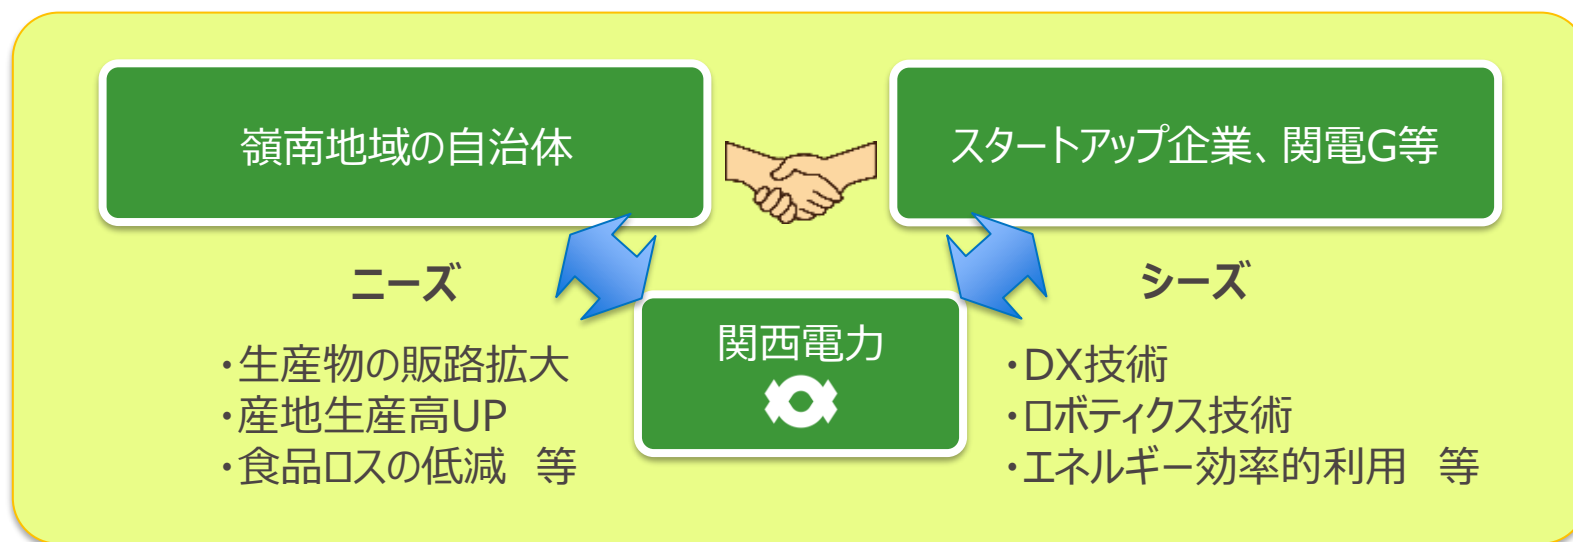 嶺南地域の自治体
スタートアップ企業、関電G等
ニーズ
シーズ
関西電力
・生産物の販路拡大
・産地生産高UP
・食品ロスの低減　等
・DX技術
・ロボティクス技術
・エネルギー効率的利用　等